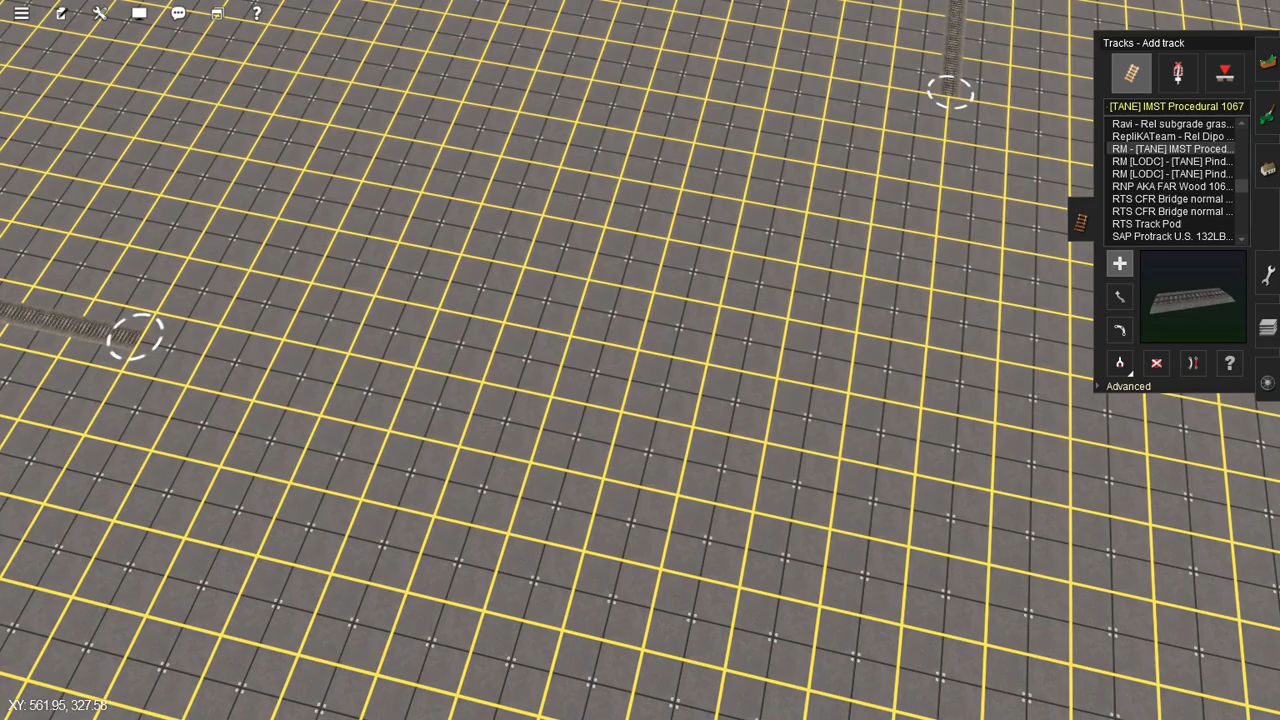 ?
Tracks - Add track
[TANE] IMST Procedural 1067
Ravi - Rel subgrade gras...
RepliKATeam - Rel Dipo ...
RM - [TANE] IMST Proced...
RM [LODC] - [TANE] Pind...
RM [LODC] - [TANE] Pind...
RNP AKA FAR Wood 106...
RTS CFR Bridge normal ...
RTS CFR Bridge normal ...
RTS Track Pod
SAP Protrack U.S. 132LB...
?
Advanced
XY: 561.95, 327.58